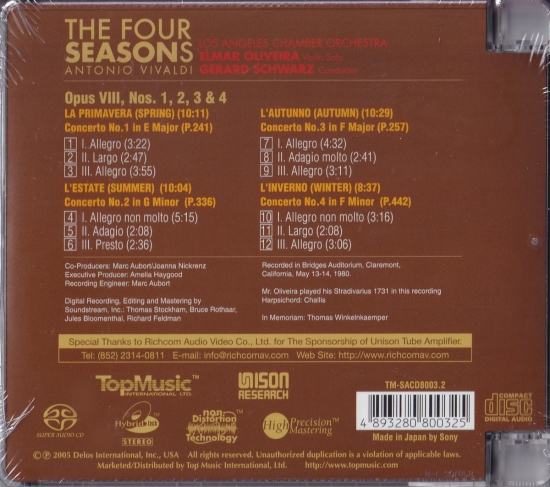 THE FOUR
SEASONS
ANTONIO VIVALDI
LOS ANGELES CHAMBER ORCHESTRA
ELMAR OLIVEIRA Violin Solo
GERARD SCHWARZ Conductor
Opus VIII, Nos. 1, 2, 3 & 4
LA PRIMAVERA (SPRING) (10:11)
Concerto No.1 in E Major (P.241)
1 I. Allegro (3:22)
2 II. Largo (2:47)
3 III. Allegro (3:55)
L'ESTATE (SUMMER) (10:04)
Concerto No.2 in G Minor (P.336)
4 I. Allegro non molto (5:15)
5 II. Adagio (2:08)
6 III. Presto (2:36)
L'AUTUNNO (AUTUMN) (10:29)
Concerto No.3 in F Major (P.257)
7 I. Allegro (4:32)
8 II. Adagio molto (2:41)
9 III. Allegro (3:11)
L'INVERNO (WINTER) (8:37)
Concerto No.4 in F Minor (P.442)
10 I. Allegro non molto (3:16)
11 II. Largo (2:08)
12 III. Allegro (3:06)
Co-Producers: Marc Aubort/Joanna Nickrenz
Executive Producer: Amelia Haygood
Recording Engineer: Marc Aubort
Digital Recording, Editing and Mastering by
Soundstream, Inc.: Thomas Stockham, Bruce Rothaar,
Jules Bloomenthal, Richard Feldman
Recorded in Bridges Auditorium, Claremont,
California, May 13-14, 1980.
Mr. Oliveira played his Stradivarius 1731 in this recording
Harpsichord: Challis
In Memoriam: Thomas Winkelnkaemper
Special Thanks to Richcom Audio Video Co., Ltd. for The Sponsorship of Unison Tube Amplifier.
Tel: (852) 2314-0811 E-mail: info@richcomav.com Web Site: http://www.richcomav.com
TopMusic
INTERNATIONAL LTD.
UNISON
RESEARCH
TM-SACD8003.2
SUPER AUDIO CD
Hybrid Disc
STEREO
non-
Distortion
Technology
High Precision™
Mastering
4 893280 800325
Made in Japan by Sony
COMPACT
disc
DIGITAL AUDIO
©℗ 2005 Delos International, Inc., USA All rights reserved. Unauthorized duplication is a violation of applicable laws.
Marketed/Distributed by Top Music International Ltd. http://www.topmusic.com